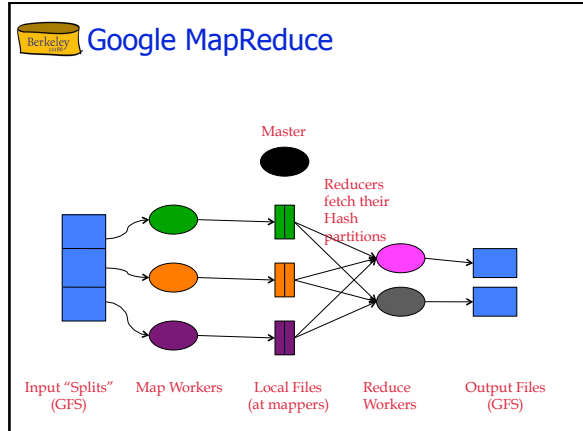 Berkeley
cs186
Google MapReduce
Master
Reducers
fetch their
Hash
partitions
Input “Splits”
(GFS)
Map Workers
Local Files
(at mappers)
Reduce
Workers
Output Files
(GFS)